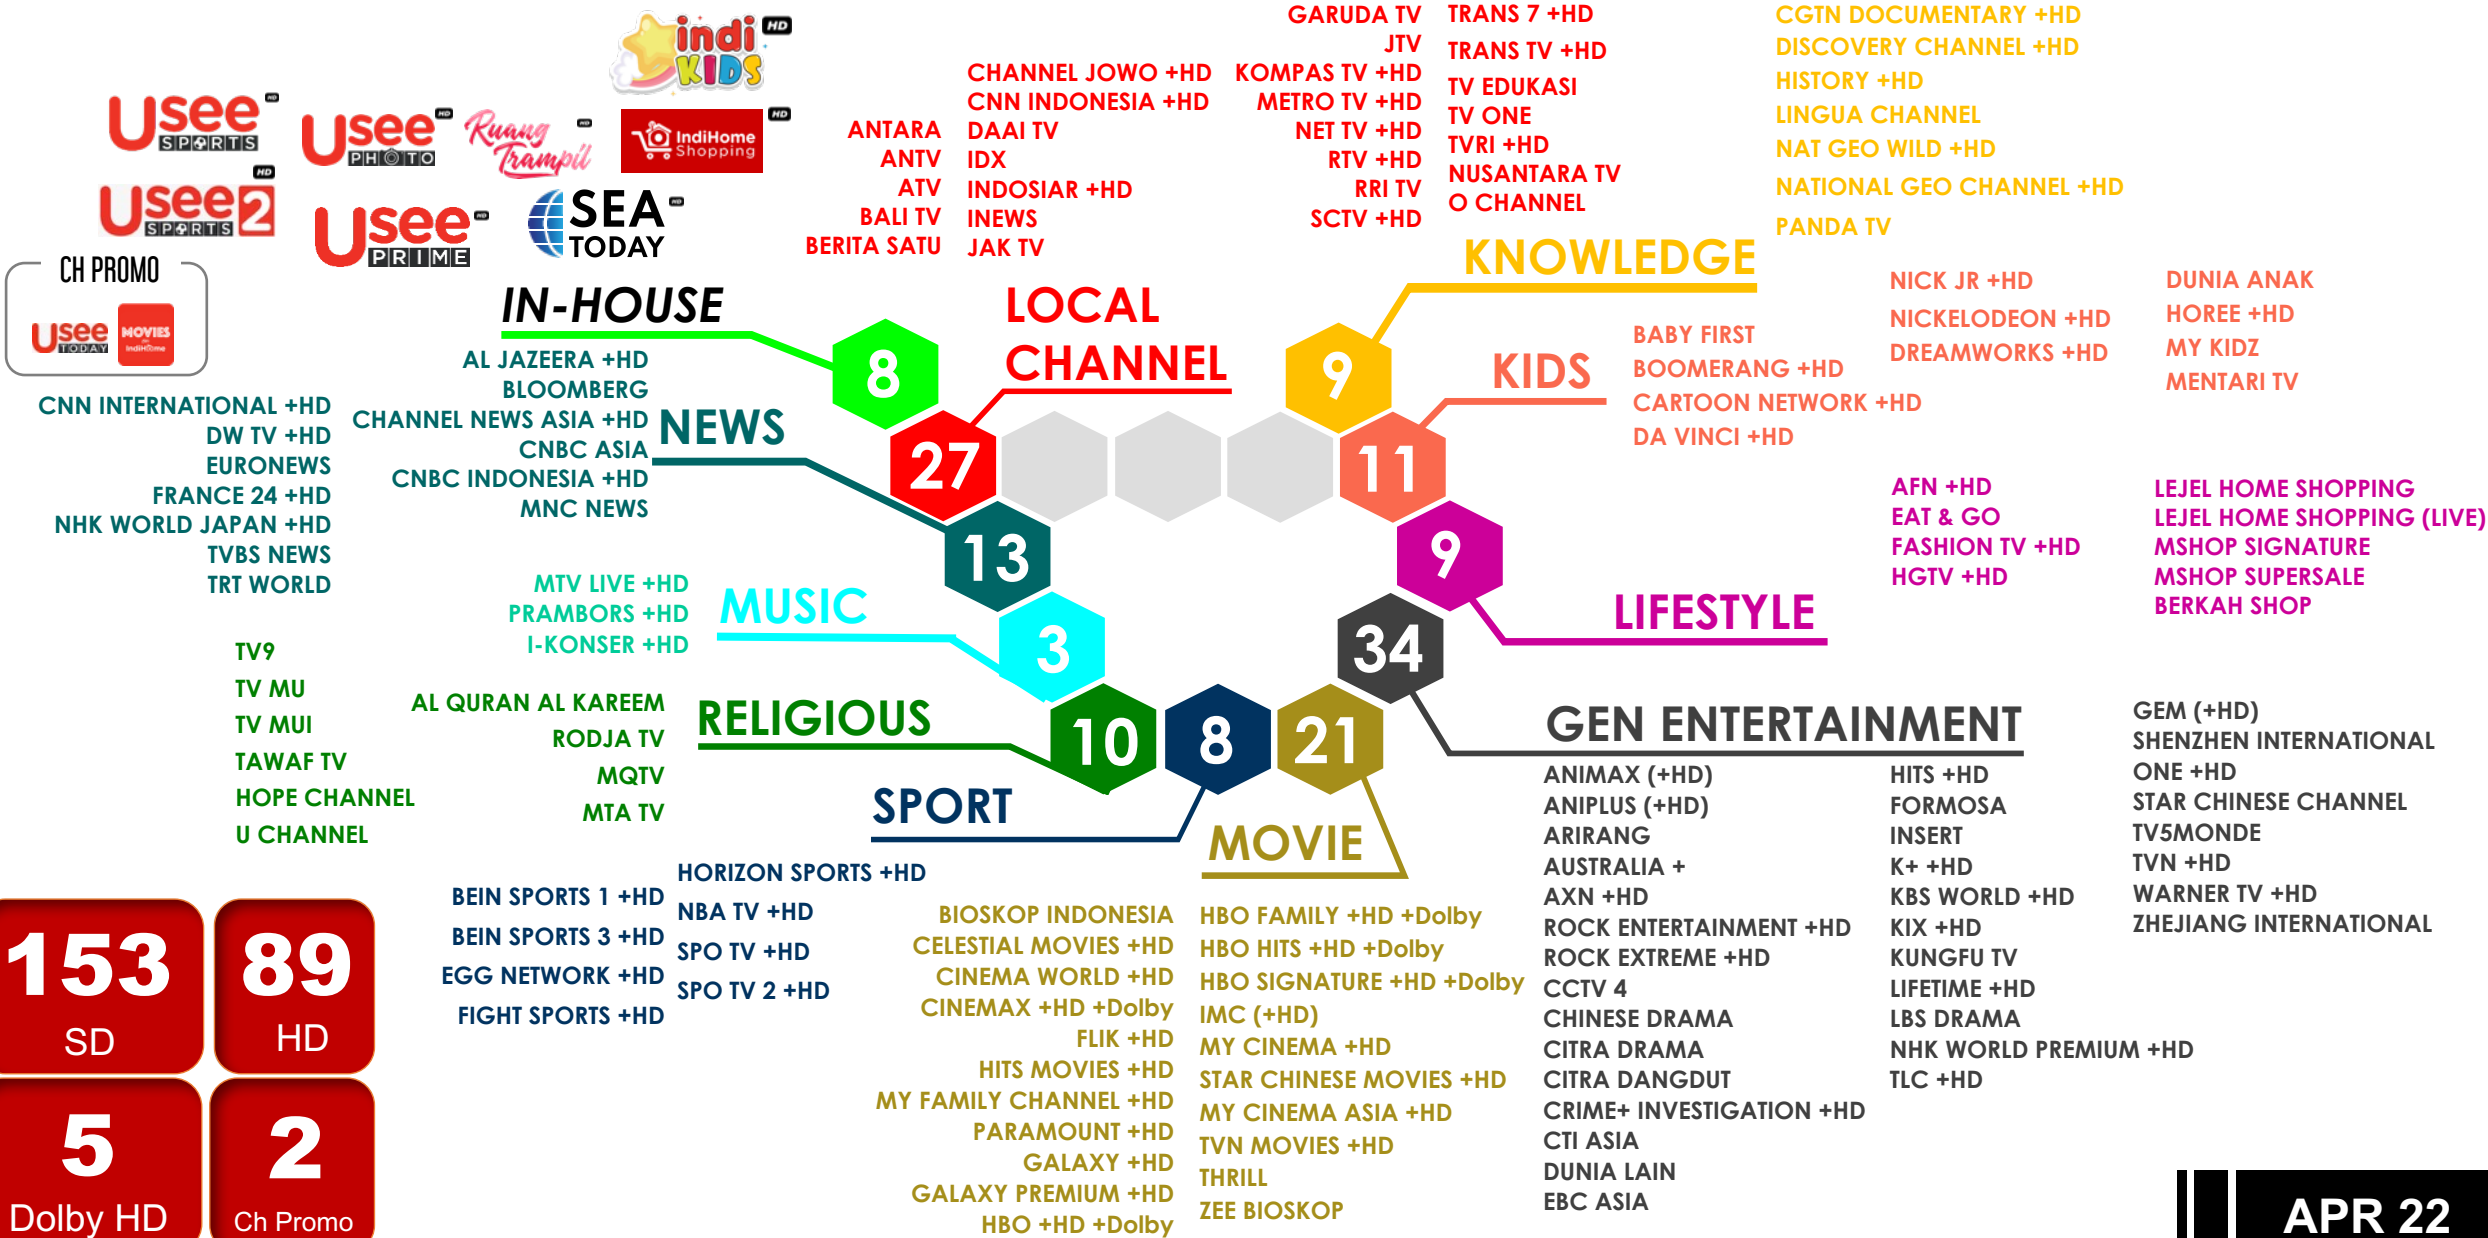 indi
KIDS
HD
Usee
SPORTS
HD
Usee
PHOTO
HD
Ruang
Trampil
HD
IndiHome
Shopping
HD
Usee2
SPORTS
HD
Usee
PRIME
HD
SEA
TODAY
HD
CH PROMO
Usee
TODAY
MOVIES
IndiHome
IN-HOUSE
8
ANTARA
ANTV
ATV
BALI TV
BERITA SATU
CHANNEL JOWO +HD
CNN INDONESIA +HD
DAAI TV
IDX
INDOSIAR +HD
INEWS
JAK TV
GARUDA TV
JTV
KOMPAS TV +HD
METRO TV +HD
NET TV +HD
RTV +HD
RRI TV
SCTV +HD
TRANS 7 +HD
TRANS TV +HD
TV EDUKASI
TV ONE
TVRI +HD
NUSANTARA TV
O CHANNEL
LOCAL
CHANNEL
27
CGTN DOCUMENTARY +HD
DISCOVERY CHANNEL +HD
HISTORY +HD
LINGUA CHANNEL
NAT GEO WILD +HD
NATIONAL GEO CHANNEL +HD
PANDA TV
KNOWLEDGE
9
KIDS
11
BABY FIRST
BOOMERANG +HD
CARTOON NETWORK +HD
DA VINCI +HD
NICK JR +HD
NICKELODEON +HD
DREAMWORKS +HD
DUNIA ANAK
HOREE +HD
MY KIDZ
MENTARI TV
NEWS
13
AL JAZEERA +HD
BLOOMBERG
CHANNEL NEWS ASIA +HD
CNBC ASIA
CNBC INDONESIA +HD
MNC NEWS
CNN INTERNATIONAL +HD
DW TV +HD
EURONEWS
FRANCE 24 +HD
NHK WORLD JAPAN +HD
TVBS NEWS
TRT WORLD
LIFESTYLE
9
AFN +HD
EAT & GO
FASHION TV +HD
HGTV +HD
LEJEL HOME SHOPPING
LEJEL HOME SHOPPING (LIVE)
MSHOP SIGNATURE
MSHOP SUPERSALE
BERKAH SHOP
MUSIC
3
MTV LIVE +HD
PRAMBORS +HD
I-KONSER +HD
RELIGIOUS
10
TV9
TV MU
TV MUI
TAWAF TV
HOPE CHANNEL
U CHANNEL
AL QURAN AL KAREEM
RODJA TV
MQTV
MTA TV
SPORT
8
BEIN SPORTS 1 +HD
BEIN SPORTS 3 +HD
EGG NETWORK +HD
FIGHT SPORTS +HD
HORIZON SPORTS +HD
NBA TV +HD
SPO TV +HD
SPO TV 2 +HD
MOVIE
21
BIOSKOP INDONESIA
CELESTIAL MOVIES +HD
CINEMA WORLD +HD
CINEMAX +HD +Dolby
FLIK +HD
HITS MOVIES +HD
MY FAMILY CHANNEL +HD
PARAMOUNT +HD
GALAXY +HD
GALAXY PREMIUM +HD
HBO +HD +Dolby
HBO FAMILY +HD +Dolby
HBO HITS +HD +Dolby
HBO SIGNATURE +HD +Dolby
IMC (+HD)
MY CINEMA +HD
STAR CHINESE MOVIES +HD
MY CINEMA ASIA +HD
TVN MOVIES +HD
THRILL
ZEE BIOSKOP
GEN ENTERTAINMENT
34
ANIMAX (+HD)
ANIPLUS (+HD)
ARIRANG
AUSTRALIA +
AXN +HD
ROCK ENTERTAINMENT +HD
ROCK EXTREME +HD
CCTV 4
CHINESE DRAMA
CITRA DRAMA
CITRA DANGDUT
CRIME+ INVESTIGATION +HD
CTI ASIA
DUNIA LAIN
EBC ASIA
HITS +HD
FORMOSA
INSERT
K+ +HD
KBS WORLD +HD
KIX +HD
KUNGFU TV
LIFETIME +HD
LBS DRAMA
NHK WORLD PREMIUM +HD
TLC +HD
GEM (+HD)
SHENZHEN INTERNATIONAL
ONE +HD
STAR CHINESE CHANNEL
TV5MONDE
TVN +HD
WARNER TV +HD
ZHEJIANG INTERNATIONAL
153
SD
89
HD
5
Dolby HD
2
Ch Promo
APR 22